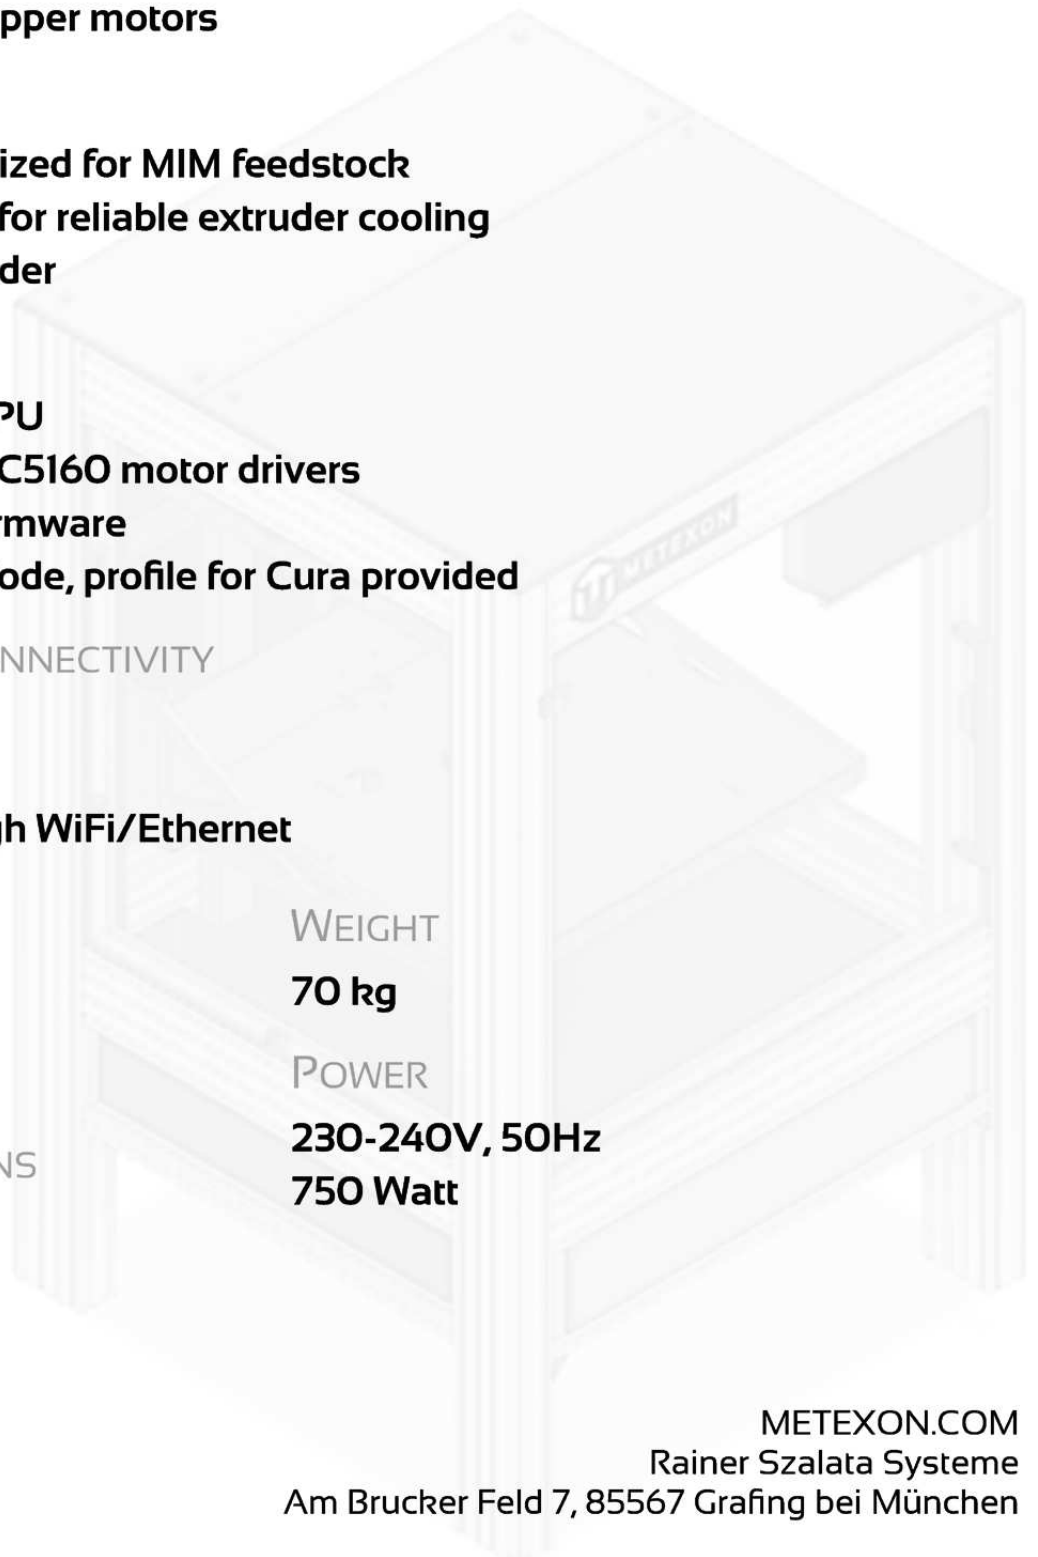 pper motors
ized for MIM feedstock
for reliable extruder cooling
der
PU
C5160 motor drivers
rmware
ode, profile for Cura provided
METEXON
NNECTIVITY
gh WiFi/Ethernet
WEIGHT
70 kg
POWER
230-240V, 50Hz
NS
750 Watt
METEXON.COM
Rainer Szalata Systeme
Am Brucker Feld 7, 85567 Grafing bei München